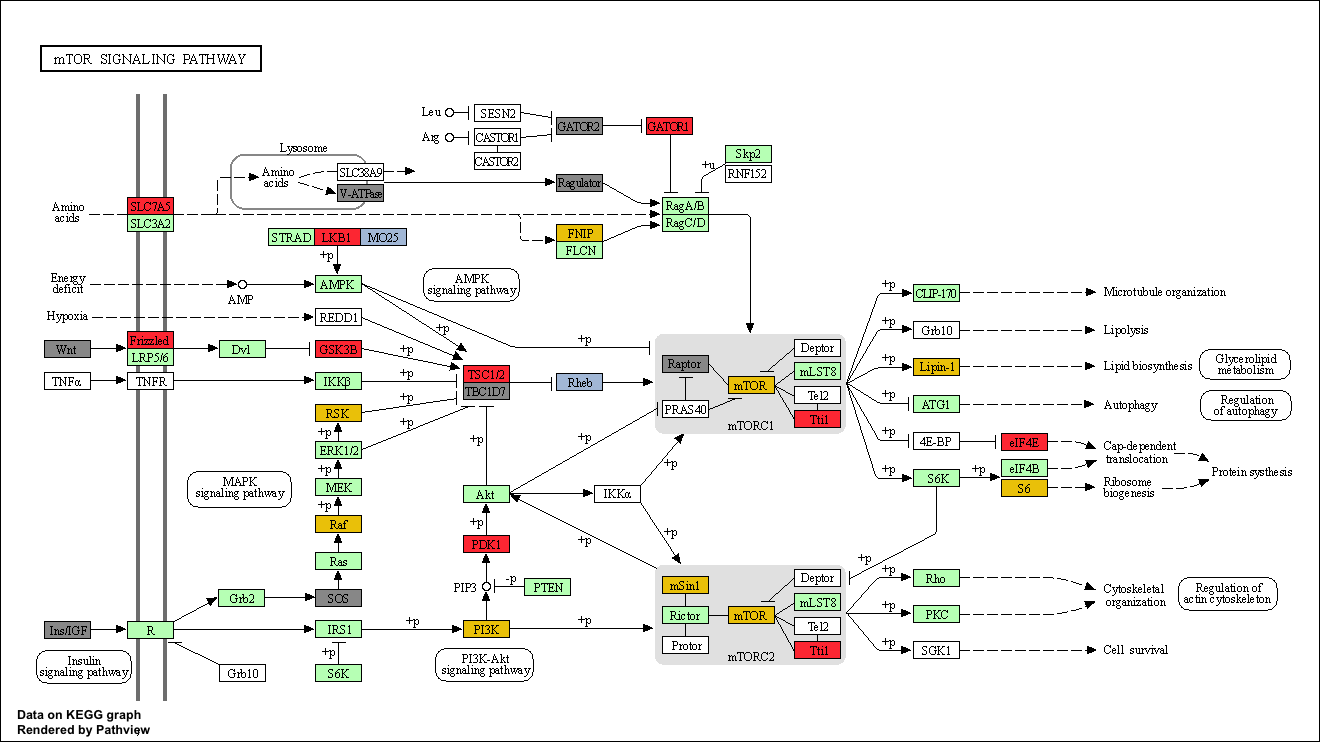 mTOR SIGNALING PATHWAY
Leu
SESN2
GATOR2
GATOR1
Arg
CASTOR1
CASTOR2
Skp2
+u
RNF152
Lysosome
Amino
acids
SLC38A9
V-ATPase
Ragulator
Amino
acids
SLC7A5
SLC3A2
RagA/B
RagC/D
FNIP
FLCN
STRAD
LKB1
MO25
+p
Energy
deficit
AMP
AMPK
AMPK
signaling pathway
Hypoxia
REDD1
+p
Wnt
Frizzled
LRP5/6
Dvl
GSK3B
+p
TNFα
TNFR
IKKβ
+p
TSC1/2
TBC1D7
Rheb
RSK
+p
+p
+p
ERK1/2
+p
MEK
+p
Raf
Ras
MAPK
signaling pathway
Raptor
mTOR
PRAS40
Deptor
mLST8
Tel2
Tti1
mTORC1
+p
CLIP-170
Microtubule organization
+p
Grb10
Lipolysis
+p
Lipin-1
Lipid biosynthesis
Glycerolipid
metabolism
+p
ATG1
Autophagy
Regulation
of autophagy
+p
4E-BP
eIF4E
Cap-dependent
translocation
+p
S6K
+p
eIF4B
S6
Ribosome
biogenesis
Protein systhesis
+p
Akt
+p
IKKα
+p
+p
+p
+p
PDK1
PIP3
-p
PTEN
Ins/IGF
R
Grb2
SOS
IRS1
+p
PI3K
+p
Insulin
signaling pathway
Grb10
+p
S6K
PI3K-Akt
signaling pathway
mSin1
Rictor
Protor
mTOR
Deptor
mLST8
Tel2
Tti1
mTORC2
+p
+p
Rho
+p
PKC
Cytoskeletal
organization
Regulation of
actin cytoskeleton
+p
SGK1
Cell survival
Data on KEGG graph
Rendered by Pathview